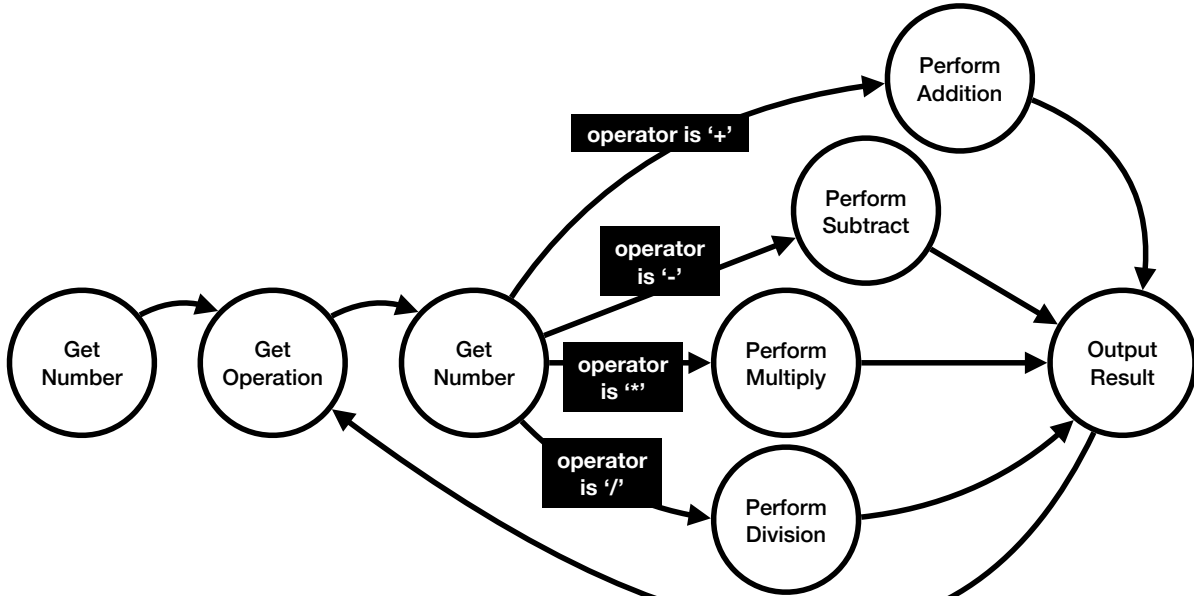 Get
Number
Get
Operation
Get
Number
operator is ‘+’
operator
is ‘-’
operator
is ‘*’
operator
is ‘/’
Perform
Addition
Perform
Subtract
Perform
Multiply
Perform
Division
Output
Result